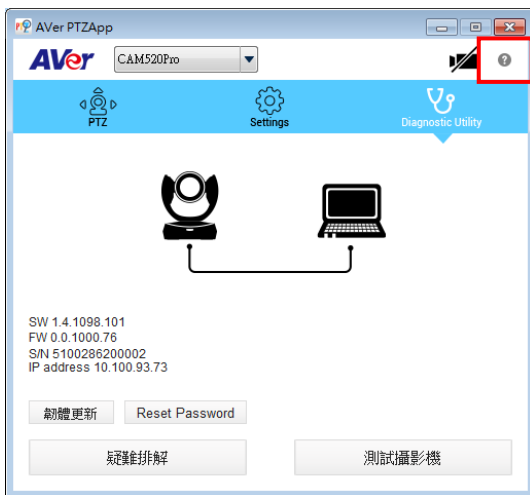 AVer PTZApp
AVer CAM520Pro ?
PTZ Settings Diagnostic Utility
SW 1.4.1098.101
FW 0.0.1000.76
S/N 5100286200002
IP address 10.100.93.73
韌體更新 Reset Password
疑難排解 測試攝影機